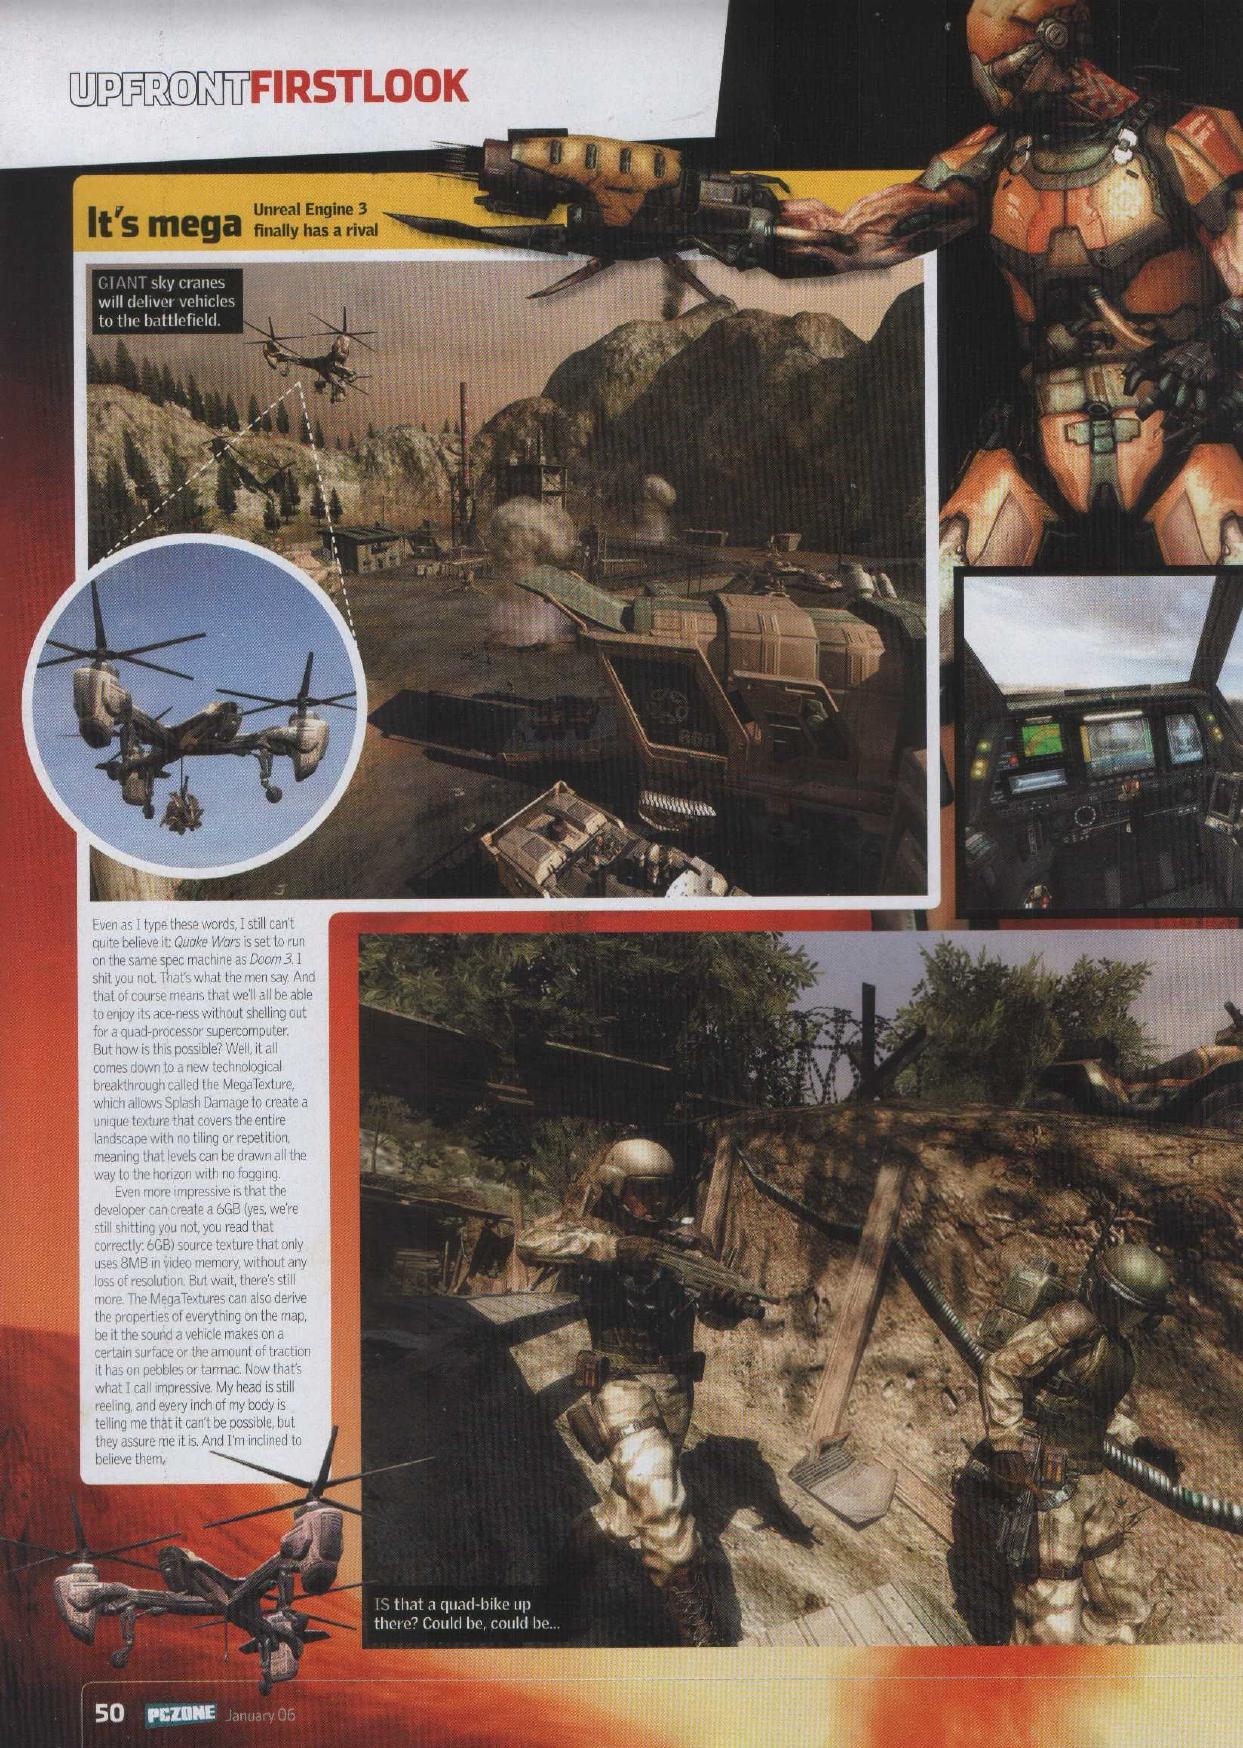 UPFRONTFIRSTLOOK
It's mega
Unreal Engine 3
finally has a rival
GIANT sky cranes
will deliver vehicles
to the battlefield.
Even as I type these words, I still can't
quite believe it: Quake Wars is set to run
on the same spec machine as Doom 3. I
shit you not. That's what the men say. And
that of course means that we'll all be able
to enjoy its ace-ness without shelling out
for a quad-processor supercomputer.
But how is this possible? Well, it all
comes down to a new technological
breakthrough called the MegaTexture,
which allows Splash Damage to create a
unique texture that covers the entire
landscape with no tiling or repetition,
meaning that levels can be drawn all the
way to the horizon with no fogging.
Even more impressive is that the
developer can create a 6GB (yes, we're
still shitting you not, you read that
correctly: 6GB) source texture that only
uses 8MB in video memory, without any
loss of resolution. But wait, there's still
more. The MegaTextures can also derive
the properties of everything on the map,
be it the sound a vehicle makes on a
certain surface or the amount of traction
it has on pebbles or tarmac. Now that's
what I call impressive. My head is still
reeling, and every inch of my body is
telling me that it can't be possible, but
they assure me it is. And I'm inclined to
believe them.
IS that a quad-bike up
there? Could be, could be...
50 PCZONE January 06